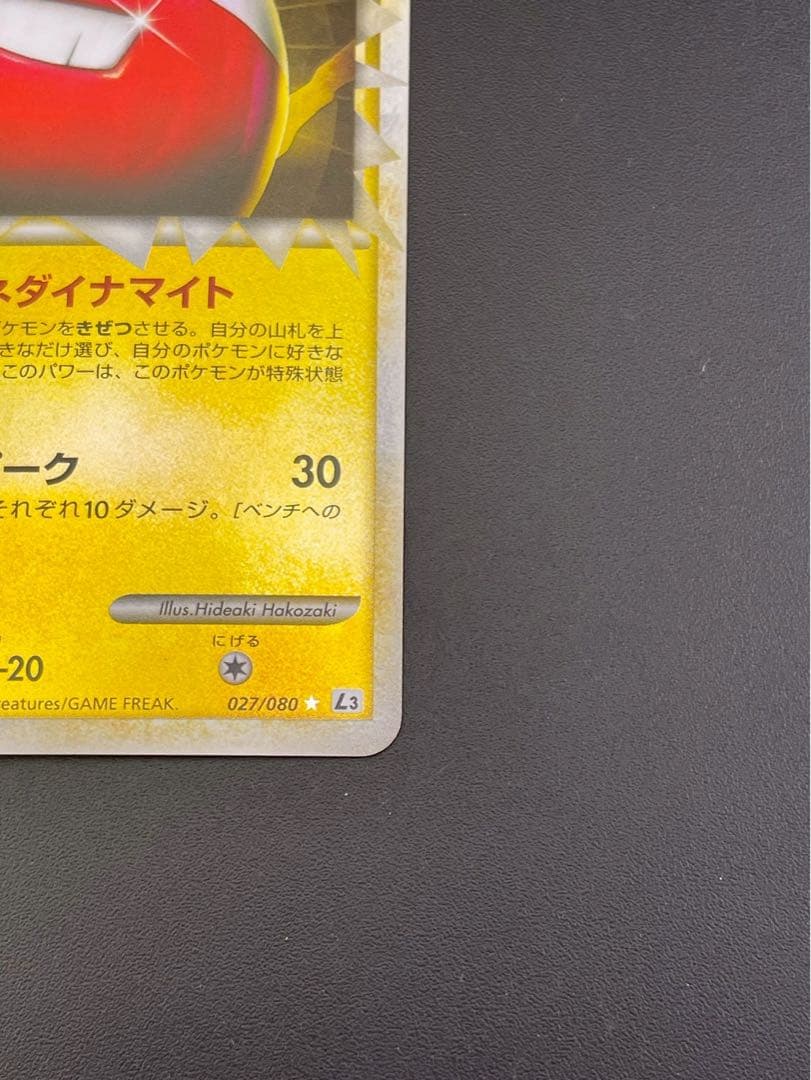 ネダイナマイト
ケモンをきぜつさせる。自分の山札を上
きなだけ選び、自分のポケモンに好きな
このパワーは、このポケモンが特殊状態
ーク 30
それぞれ10ダメージ。[ベンチへの
Illus.Hideaki Hakozaki
にげる
-20
reatures/GAME FREAK.
027/080 L3